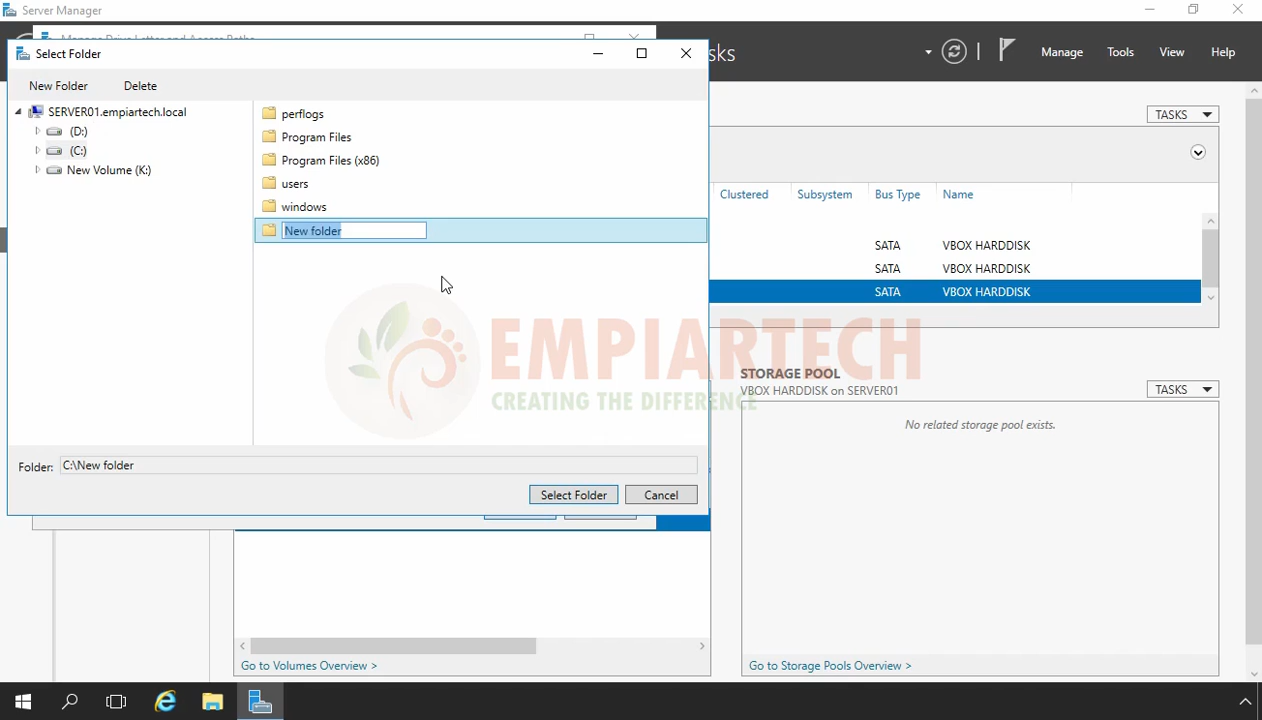 Server Manager
Select Folder
New Folder Delete
SERVER01.empiartech.local
(D:)
(C:)
New Volume (K:)
perflogs
Program Files
Program Files (x86)
users
windows
New folder
Folder: C:\New folder
Select Folder Cancel
Manage Tools View Help
TASKS
Clustered Subsystem Bus Type Name
SATA VBOX HARDDISK
SATA VBOX HARDDISK
SATA VBOX HARDDISK
EMPIARTECH
CREATING THE DIFFERENCE
STORAGE POOL
VBOX HARDDISK on SERVER01
TASKS
No related storage pool exists.
Go to Volumes Overview >
Go to Storage Pools Overview >